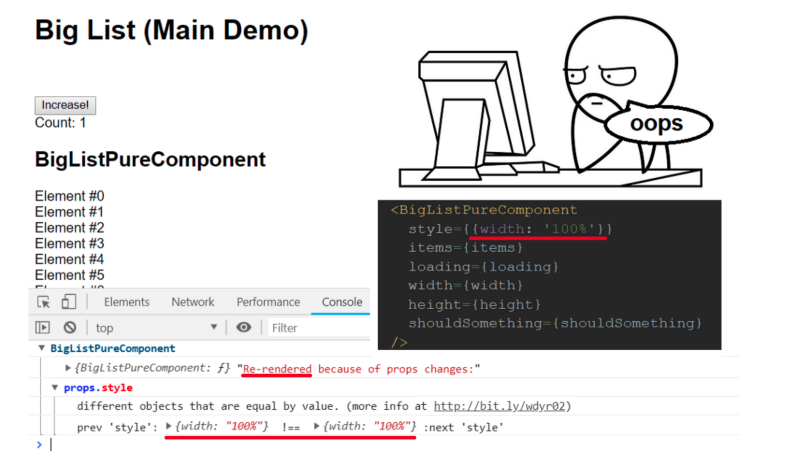 Big List (Main Demo)
Increase!
Count: 1
BigListPureComponent
Element #0
Element #1
Element #2
Element #3
Element #4
Element #5
oops
<BigListPureComponent
style={{width: '100%'}}
items={items}
loading={loading}
width={width}
height={height}
shouldSomething={shouldSomething}
/>
Elements Network Performance Console
top Filter
BigListPureComponent
{BigListPureComponent: ƒ} "Re-rendered because of props changes:"
props.style
different objects that are equal by value. (more info at http://bit.ly/wdyr02)
prev 'style': {width: "100%"} !== {width: "100%"} :next 'style'